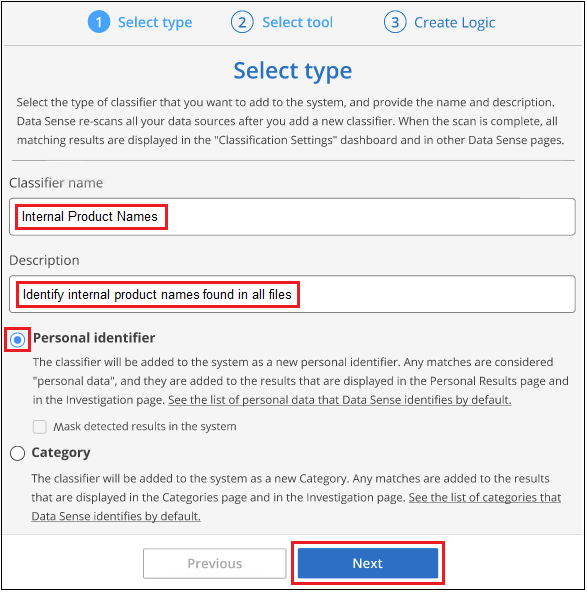 1 Select type 2 Select tool 3 Create Logic
Select type
Select the type of classifier that you want to add to the system, and provide the name and description.
Data Sense re-scans all your data sources after you add a new classifier. When the scan is complete, all
matching results are displayed in the "Classification Settings" dashboard and in other Data Sense pages.
Classifier name
Internal Product Names
Description
Identify internal product names found in all files
Personal identifier
The classifier will be added to the system as a new personal identifier. Any matches are considered
"personal data", and they are added to the results that are displayed in the Personal Results page and
in the Investigation page. See the list of personal data that Data Sense identifies by default.
Mask detected results in the system
Category
The classifier will be added to the system as a new Category. Any matches are added to the results
that are displayed in the Categories page and in the Investigation page. See the list of categories that
Data Sense identifies by default.
Previous Next